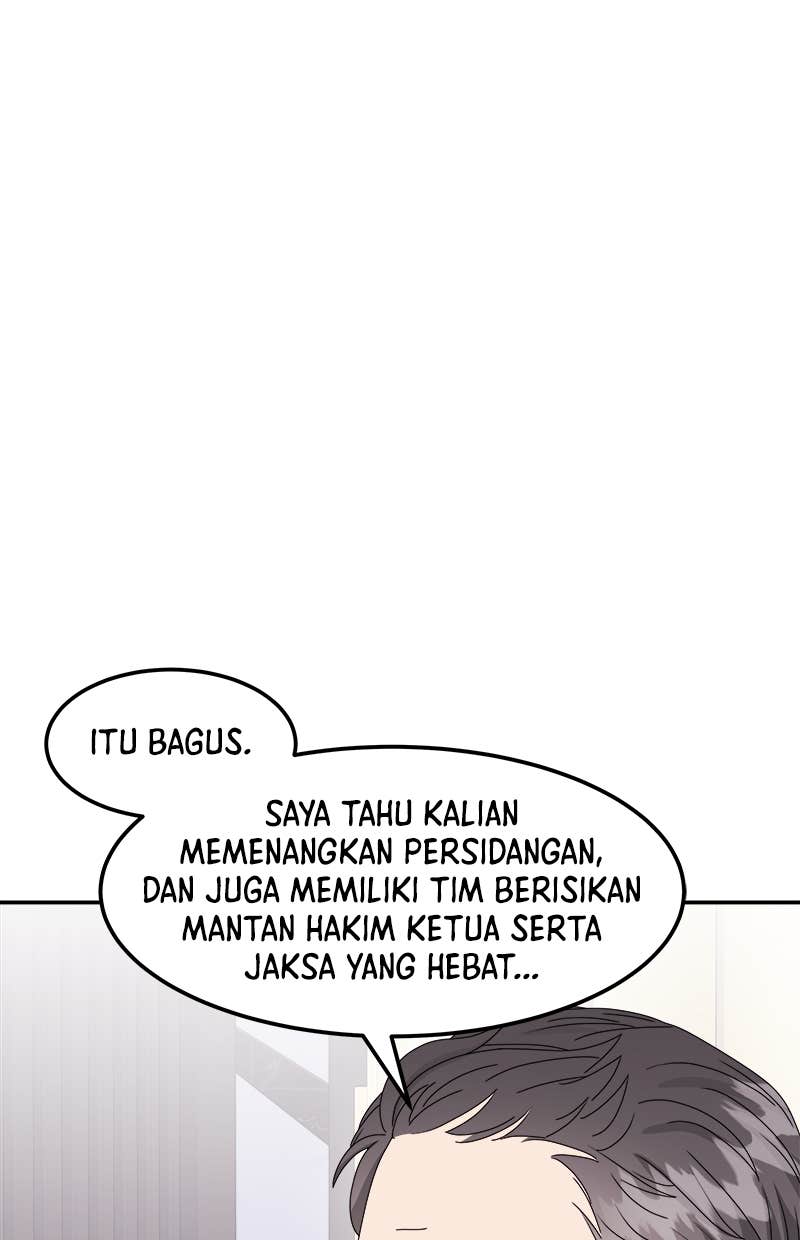 ITU BAGUS.
SAYA TAHU KALIAN
MEMENANGKAN PERSIDANGAN,
DAN JUGA MEMILIKI TIM BERISIKAN
MANTAN HAKIM KETUA SERTA
JAKSA YANG HEBAT...